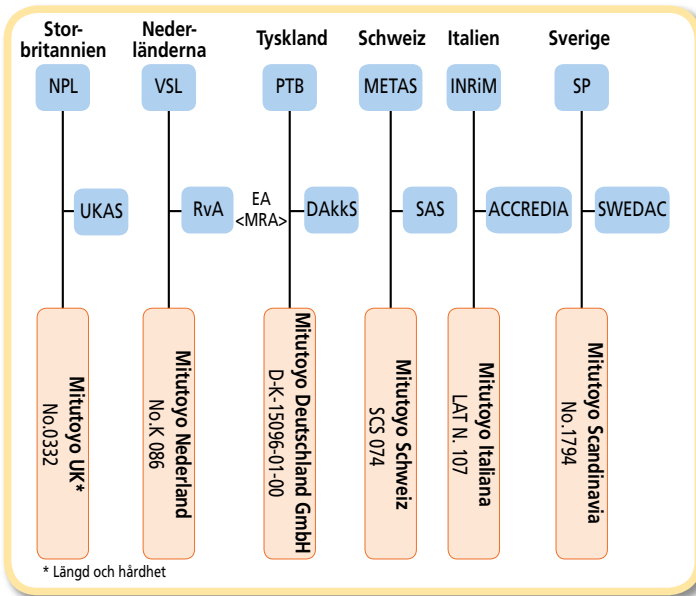 Stor-
britannien
Neder-
länderna
Tyskland
Schweiz
Italien
Sverige
NPL
VSL
PTB
METAS
INRiM
SP
UKAS
RvA
EA
<MRA>
DAkkS
SAS
ACCREDIA
SWEDAC
Mitutoyo UK*
No.0332
Mitutoyo Nederland
No.K 086
Mitutoyo Deutschland GmbH
D-K-15096-01-00
Mitutoyo Schweiz
SCS 074
Mitutoyo Italiana
LAT N. 107
Mitutoyo Scandinavia
No.1794
* Längd och hårdhet